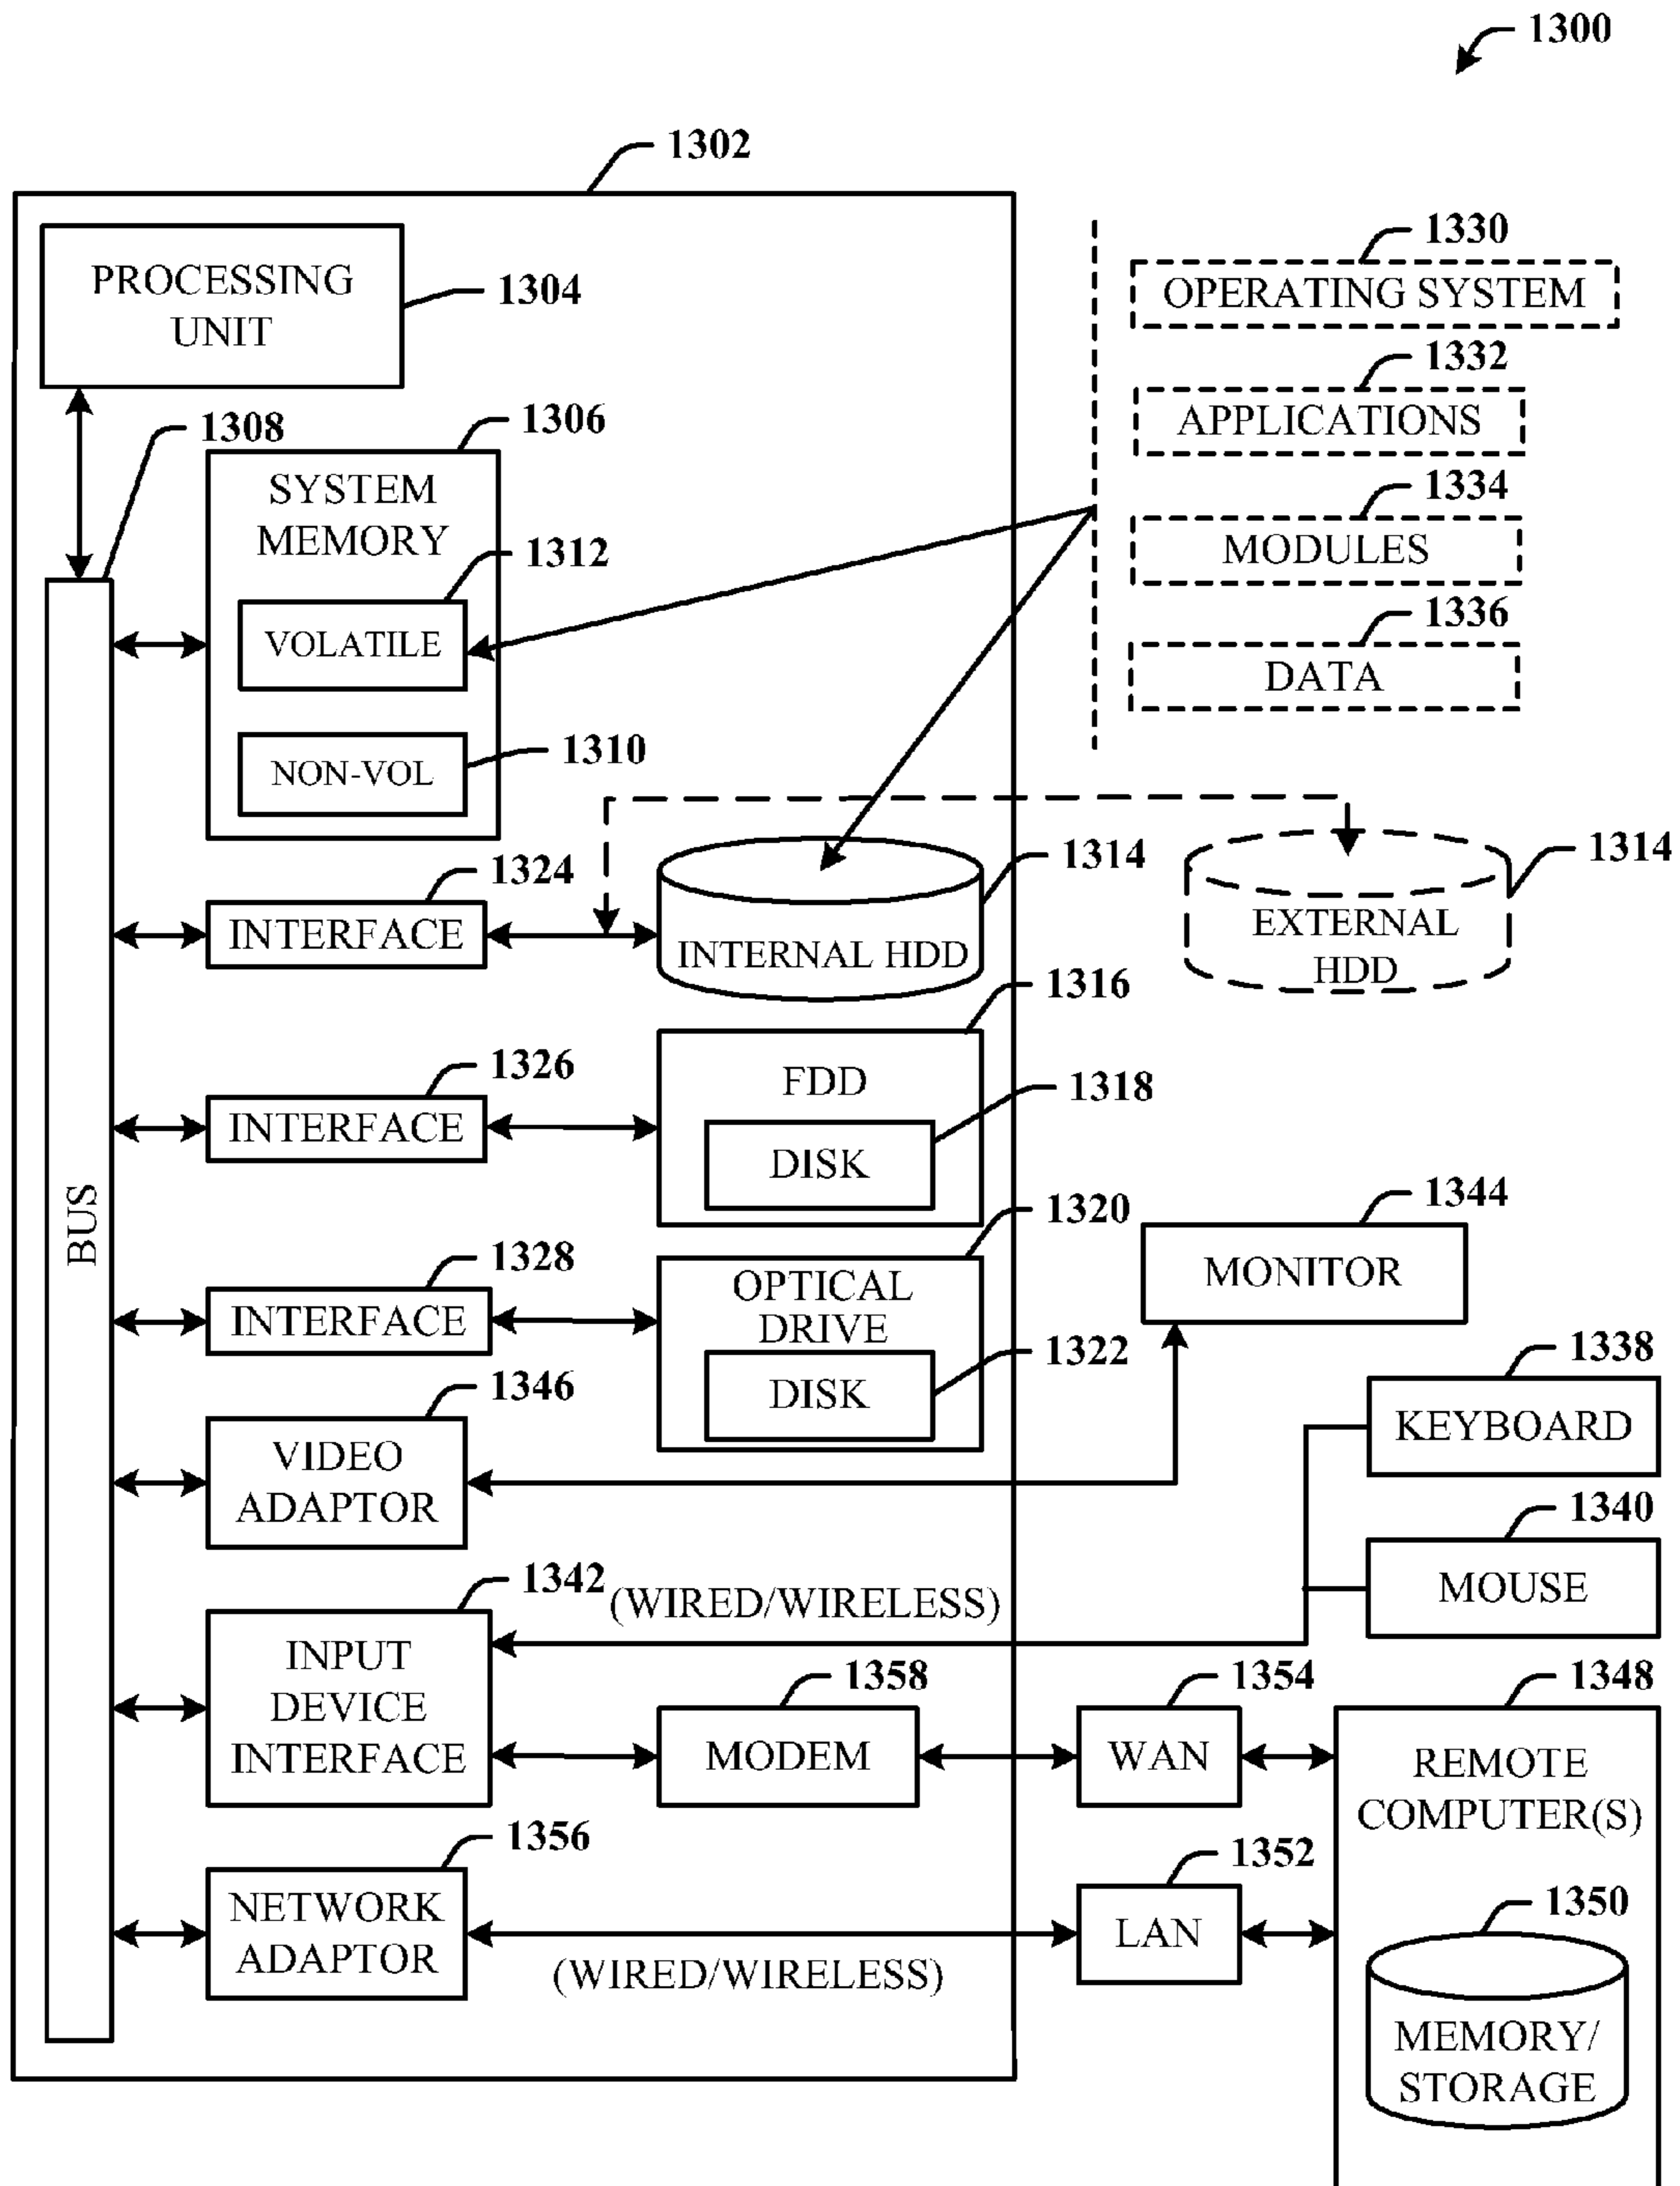 1300
1302
PROCESSING
UNIT
1304
1330
OPERATING SYSTEM
1332
APPLICATIONS
1334
MODULES
1336
DATA
1308
1306
SYSTEM
MEMORY
1312
VOLATILE
1310
NON-VOL
BUS
1324
INTERFACE
1314
INTERNAL HDD
1314
EXTERNAL
HDD
1316
FDD
1326
INTERFACE
1318
DISK
1320
OPTICAL
DRIVE
1328
INTERFACE
1322
DISK
1344
MONITOR
1346
VIDEO
ADAPTOR
1338
KEYBOARD
1340
MOUSE
1342
(WIRED/WIRELESS)
INPUT
DEVICE
INTERFACE
1358
MODEM
1354
WAN
1348
REMOTE
COMPUTER(S)
1356
NETWORK
ADAPTOR
(WIRED/WIRELESS)
1352
LAN
1350
MEMORY/
STORAGE